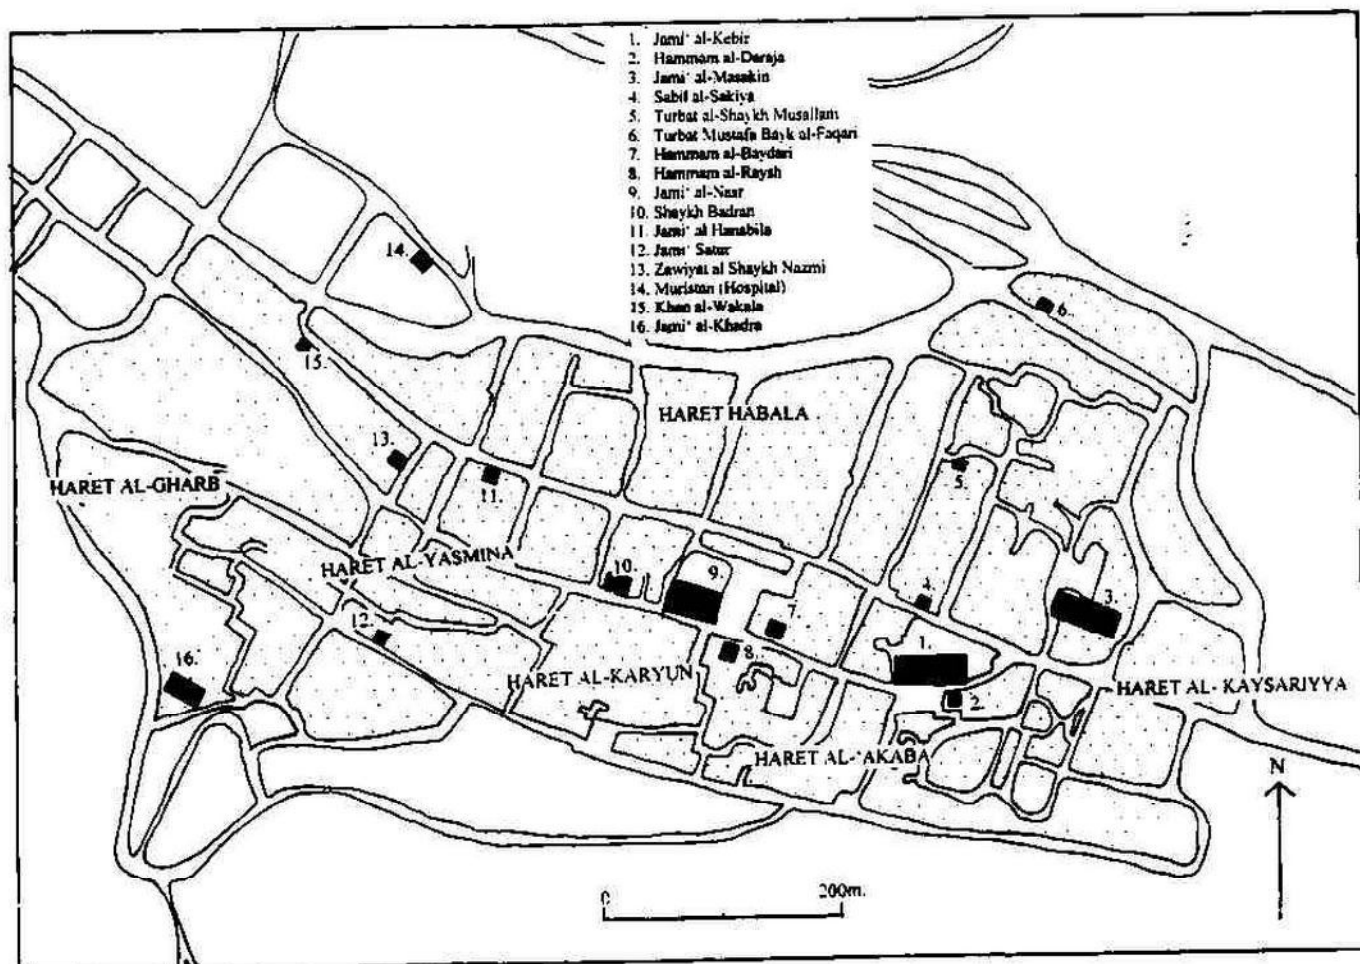 1. Jami' al-Kebir
2. Hammam al-Daraja
3. Jami' al-Masakin
4. Sabil al-Sakiya
5. Turbat al-Shaykh Musallam
6. Turbat Mustafa Bayk al-Faqari
7. Hammam al-Baydari
8. Hammam al-Raysh
9. Jami' al-Nasr
10. Shaykh Badran
11. Jami' al Hanabila
12. Jami' Satur
13. Zawiyat al Shaykh Nazmi
14. Muristan (Hospital)
15. Khan al-Wakala
16. Jami' al-Khadra
14.
6.
15.
HARET HABALA
13.
5.
11.
HARET AL-GHARB
HARET AL-YASMINA
10.
9.
4.
3.
7.
12.
1.
8.
16.
HARET AL-KARYUN
HARET AL-KAYSARIYYA
2.
HARET AL-'AKABA
N
0 200m.